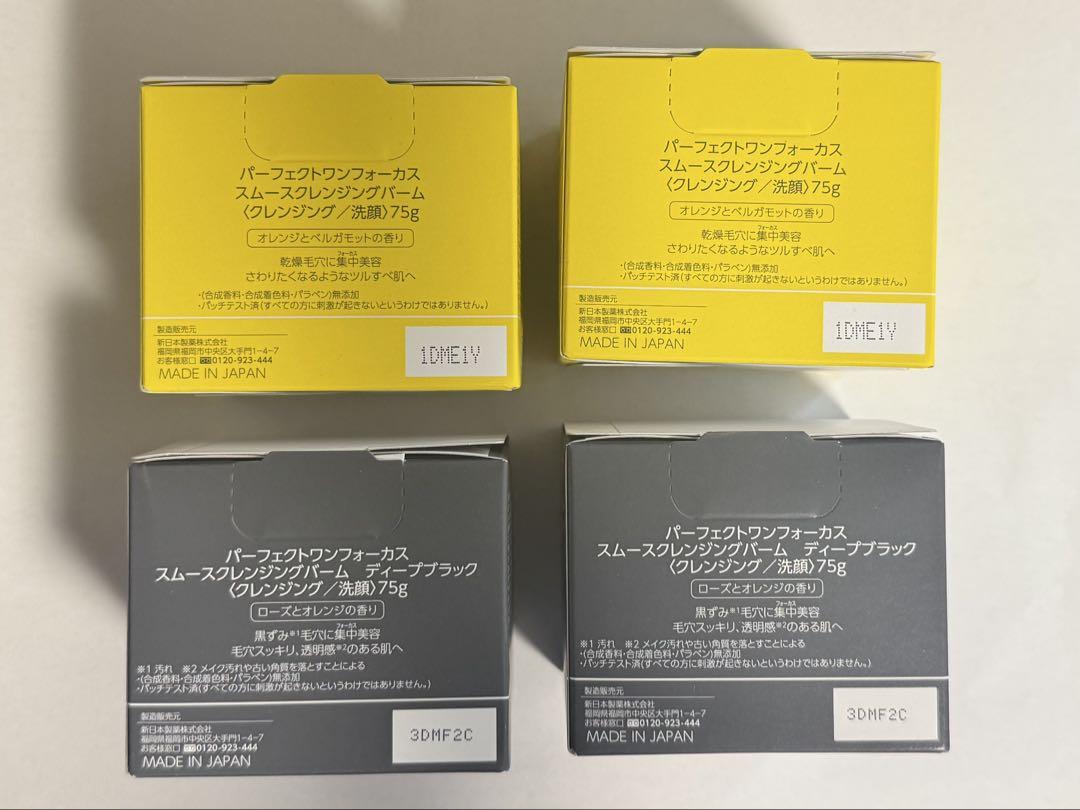 パーフェクトワンフォーカス
スムースクレンジングバーム
〈クレンジング／洗顔〉75g
オレンジとベルガモットの香り
フォーカス
乾燥毛穴に集中美容
さわりたくなるようなツルすべ肌へ
・(合成香料・合成着色料・パラベン)無添加
・パッチテスト済(すべての方に刺激が起きないというわけではありません。)
製造販売元
新日本製薬株式会社
福岡県福岡市中央区大手門1-4-7
お客様窓口 0120-923-444
MADE IN JAPAN
1DME1Y
パーフェクトワンフォーカス
スムースクレンジングバーム
〈クレンジング／洗顔〉75g
オレンジとベルガモットの香り
フォーカス
乾燥毛穴に集中美容
さわりたくなるようなツルすべ肌へ
・(合成香料・合成着色料・パラベン)無添加
・パッチテスト済(すべての方に刺激が起きないというわけではありません。)
製造販売元
新日本製薬株式会社
福岡県福岡市中央区大手門1-4-7
お客様窓口 0120-923-444
MADE IN JAPAN
1DME1Y
パーフェクトワンフォーカス
スムースクレンジングバーム　ディープブラック
〈クレンジング／洗顔〉75g
ローズとオレンジの香り
フォーカス
黒ずみ※1毛穴に集中美容
毛穴スッキリ、透明感※2のある肌へ
※1 汚れ　※2 メイク汚れや古い角質を落とすことによる
・(合成香料・合成着色料・パラベン)無添加
・パッチテスト済(すべての方に刺激が起きないというわけではありません。)
製造販売元
新日本製薬株式会社
福岡県福岡市中央区大手門1-4-7
お客様窓口 0120-923-444
MADE IN JAPAN
3DMF2C
パーフェクトワンフォーカス
スムースクレンジングバーム　ディープブラック
〈クレンジング／洗顔〉75g
ローズとオレンジの香り
フォーカス
黒ずみ※1毛穴に集中美容
毛穴スッキリ、透明感※2のある肌へ
※1 汚れ　※2 メイク汚れや古い角質を落とすことによる
・(合成香料・合成着色料・パラベン)無添加
・パッチテスト済(すべての方に刺激が起きないというわけではありません。)
製造販売元
新日本製薬株式会社
福岡県福岡市中央区大手門1-4-7
お客様窓口 0120-923-444
MADE IN JAPAN
3DMF2C